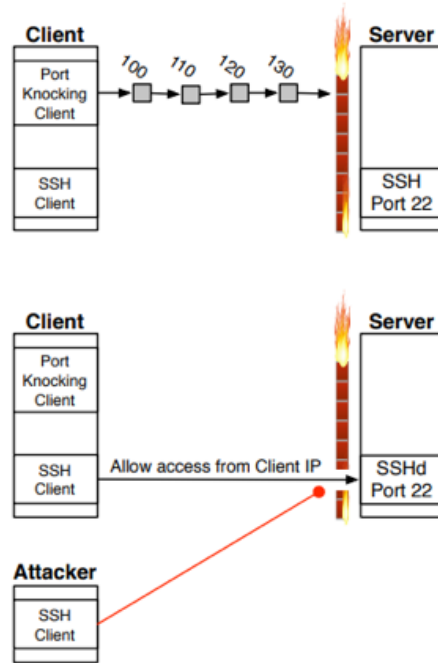 Client
Server
Port
Knocking
Client
100
110
120
130
SSH
Client
SSH
Port 22
Client
Server
Port
Knocking
Client
SSH
Client
Allow access from Client IP
SSHd
Port 22
Attacker
SSH
Client